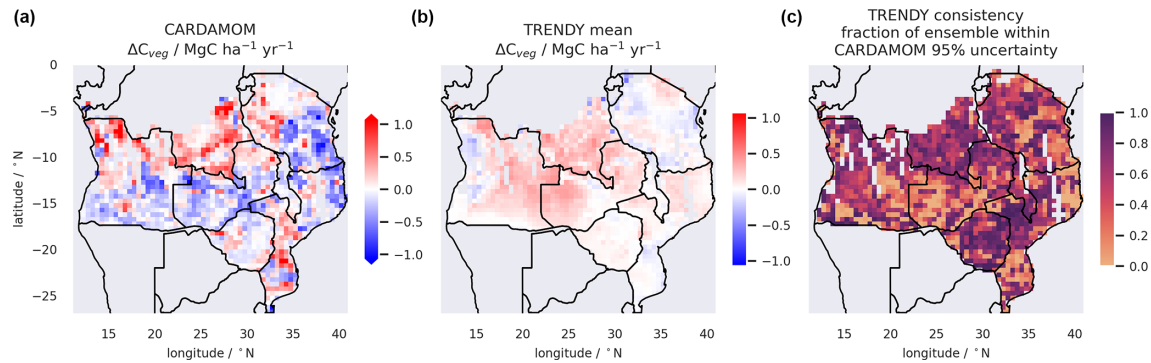 (a)
CARDAMOM
ΔCveg / MgC ha−1 yr−1
0
−5
−10
−15
−20
−25
latitude / °N
15 20 25 30 35 40
longitude / °N
1.0
0.5
0.0
−0.5
−1.0
(b)
TRENDY mean
ΔCveg / MgC ha−1 yr−1
15 20 25 30 35 40
longitude / °N
1.0
0.5
0.0
−0.5
−1.0
(c)
TRENDY consistency
fraction of ensemble within
CARDAMOM 95% uncertainty
15 20 25 30 35 40
longitude / °N
1.0
0.8
0.6
0.4
0.2
0.0